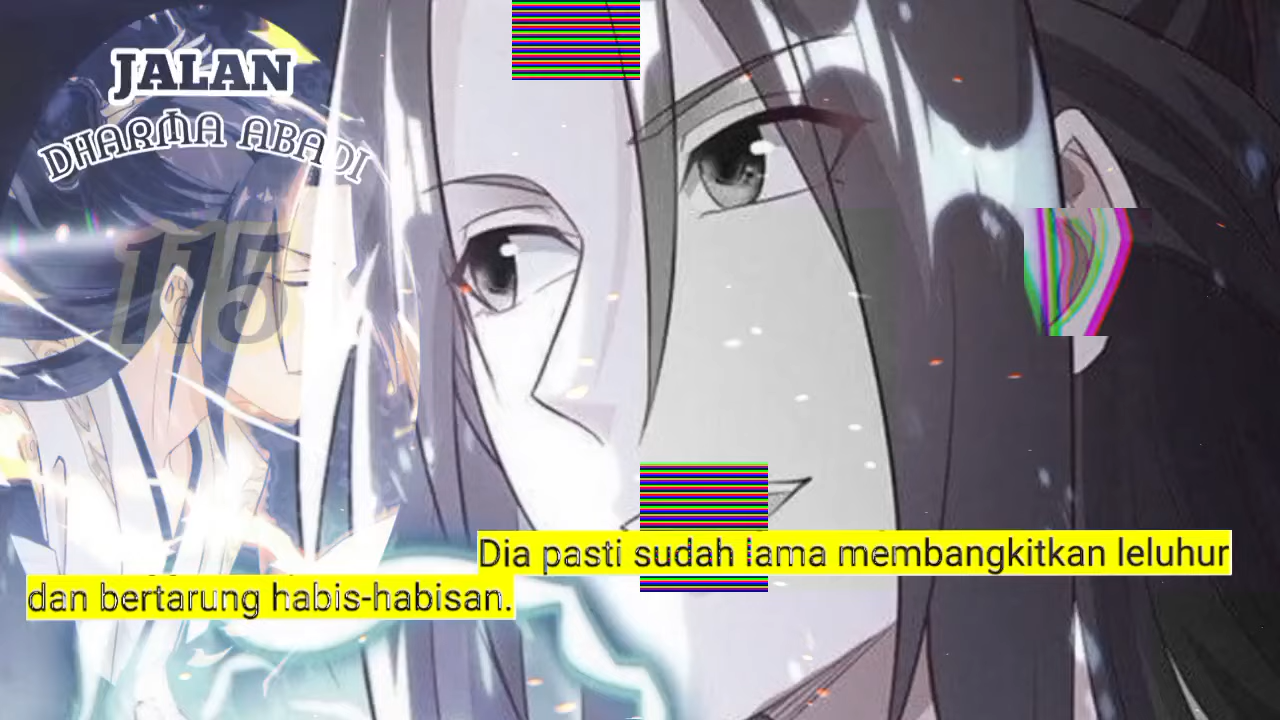 JALAN
DHARMA ABADI
115
Dia pasti sudah lama membangkitkan leluhur
dan bertarung habis-habisan.